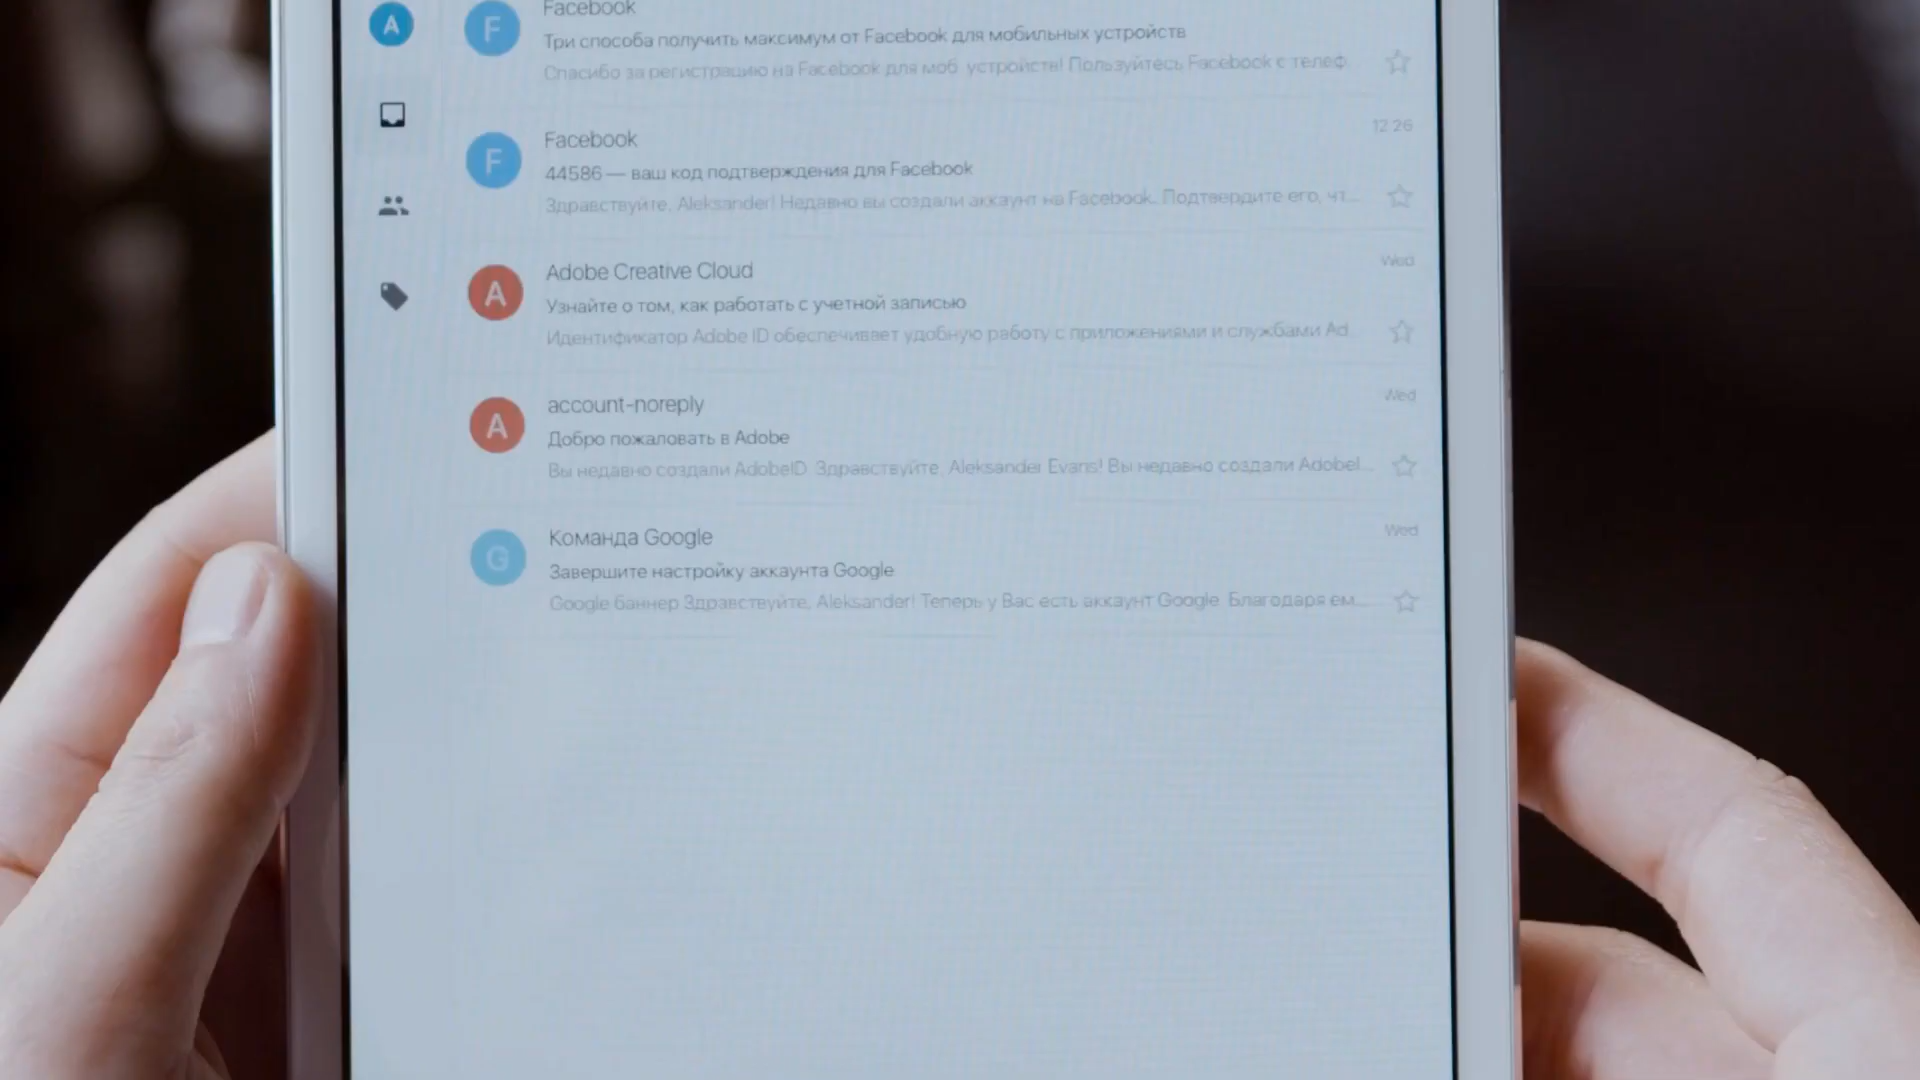 A
F
Facebook
Три способа получить максимум от Facebook для мобильных устройств
Спасибо за регистрацию на Facebook для моб. устройств! Пользуйтесь Facebook с телеф
F
Facebook
12:26
44586 — ваш код подтверждения для Facebook
Здравствуйте, Aleksander! Недавно вы создали аккаунт на Facebook. Подтвердите его, чт...
A
Adobe Creative Cloud
Wed
Узнайте о том, как работать с учетной записью
Идентификатор Adobe ID обеспечивает удобную работу с приложениями и службами Ad
A
account-noreply
Wed
Добро пожаловать в Adobe
Вы недавно создали AdobeID Здравствуйте, Aleksander Evans! Вы недавно создали AdobeI...
G
Команда Google
Wed
Завершите настройку аккаунта Google
Google баннер Здравствуйте, Aleksander! Теперь у Вас есть аккаунт Google. Благодаря ем...